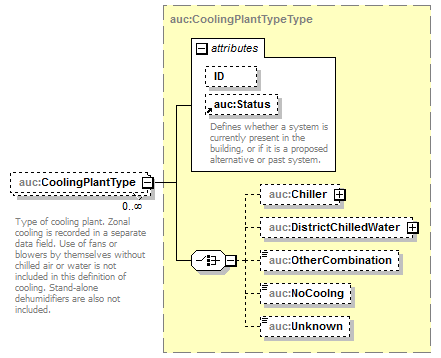 auc:CoolingPlantTypeType
attributes
ID
auc:Status
Defines whether a system is
currently present in the
building, or if it is a proposed
alternative or past system.
auc:CoolingPlantType
0..∞
Type of cooling plant. Zonal
cooling is recorded in a separate
data field. Use of fans or
blowers by themselves without
chilled air or water is not
included in this definition of
cooling. Stand-alone
dehumidifiers are also not
included.
auc:Chiller
auc:DistrictChilledWater
auc:OtherCombination
auc:NoCoolng
auc:Unknown